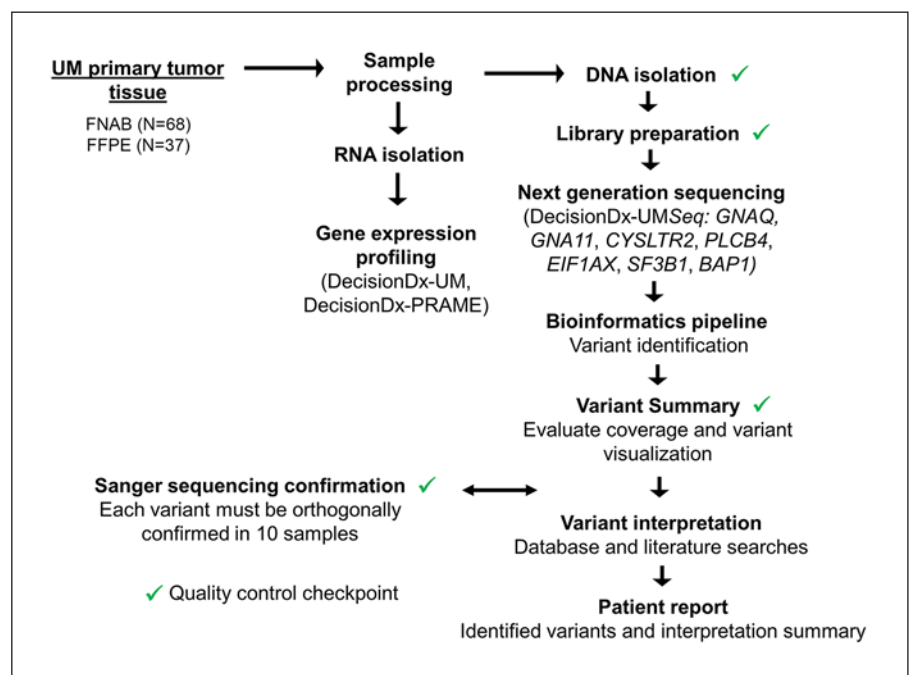 UM primary tumor
tissue
FNAB (N=68)
FFPE (N=37)
Sample
processing
RNA isolation
Gene expression
profiling
(DecisionDx-UM,
DecisionDx-PRAME)
DNA isolation ✓
Library preparation ✓
Next generation sequencing
(DecisionDx-UMSeq: GNAQ,
GNA11, CYSLTR2, PLCB4,
EIF1AX, SF3B1, BAP1)
Bioinformatics pipeline
Variant identification
Variant Summary ✓
Evaluate coverage and variant
visualization
Sanger sequencing confirmation ✓
Each variant must be orthogonally
confirmed in 10 samples
Variant interpretation
Database and literature searches
Patient report
Identified variants and interpretation summary
✓ Quality control checkpoint